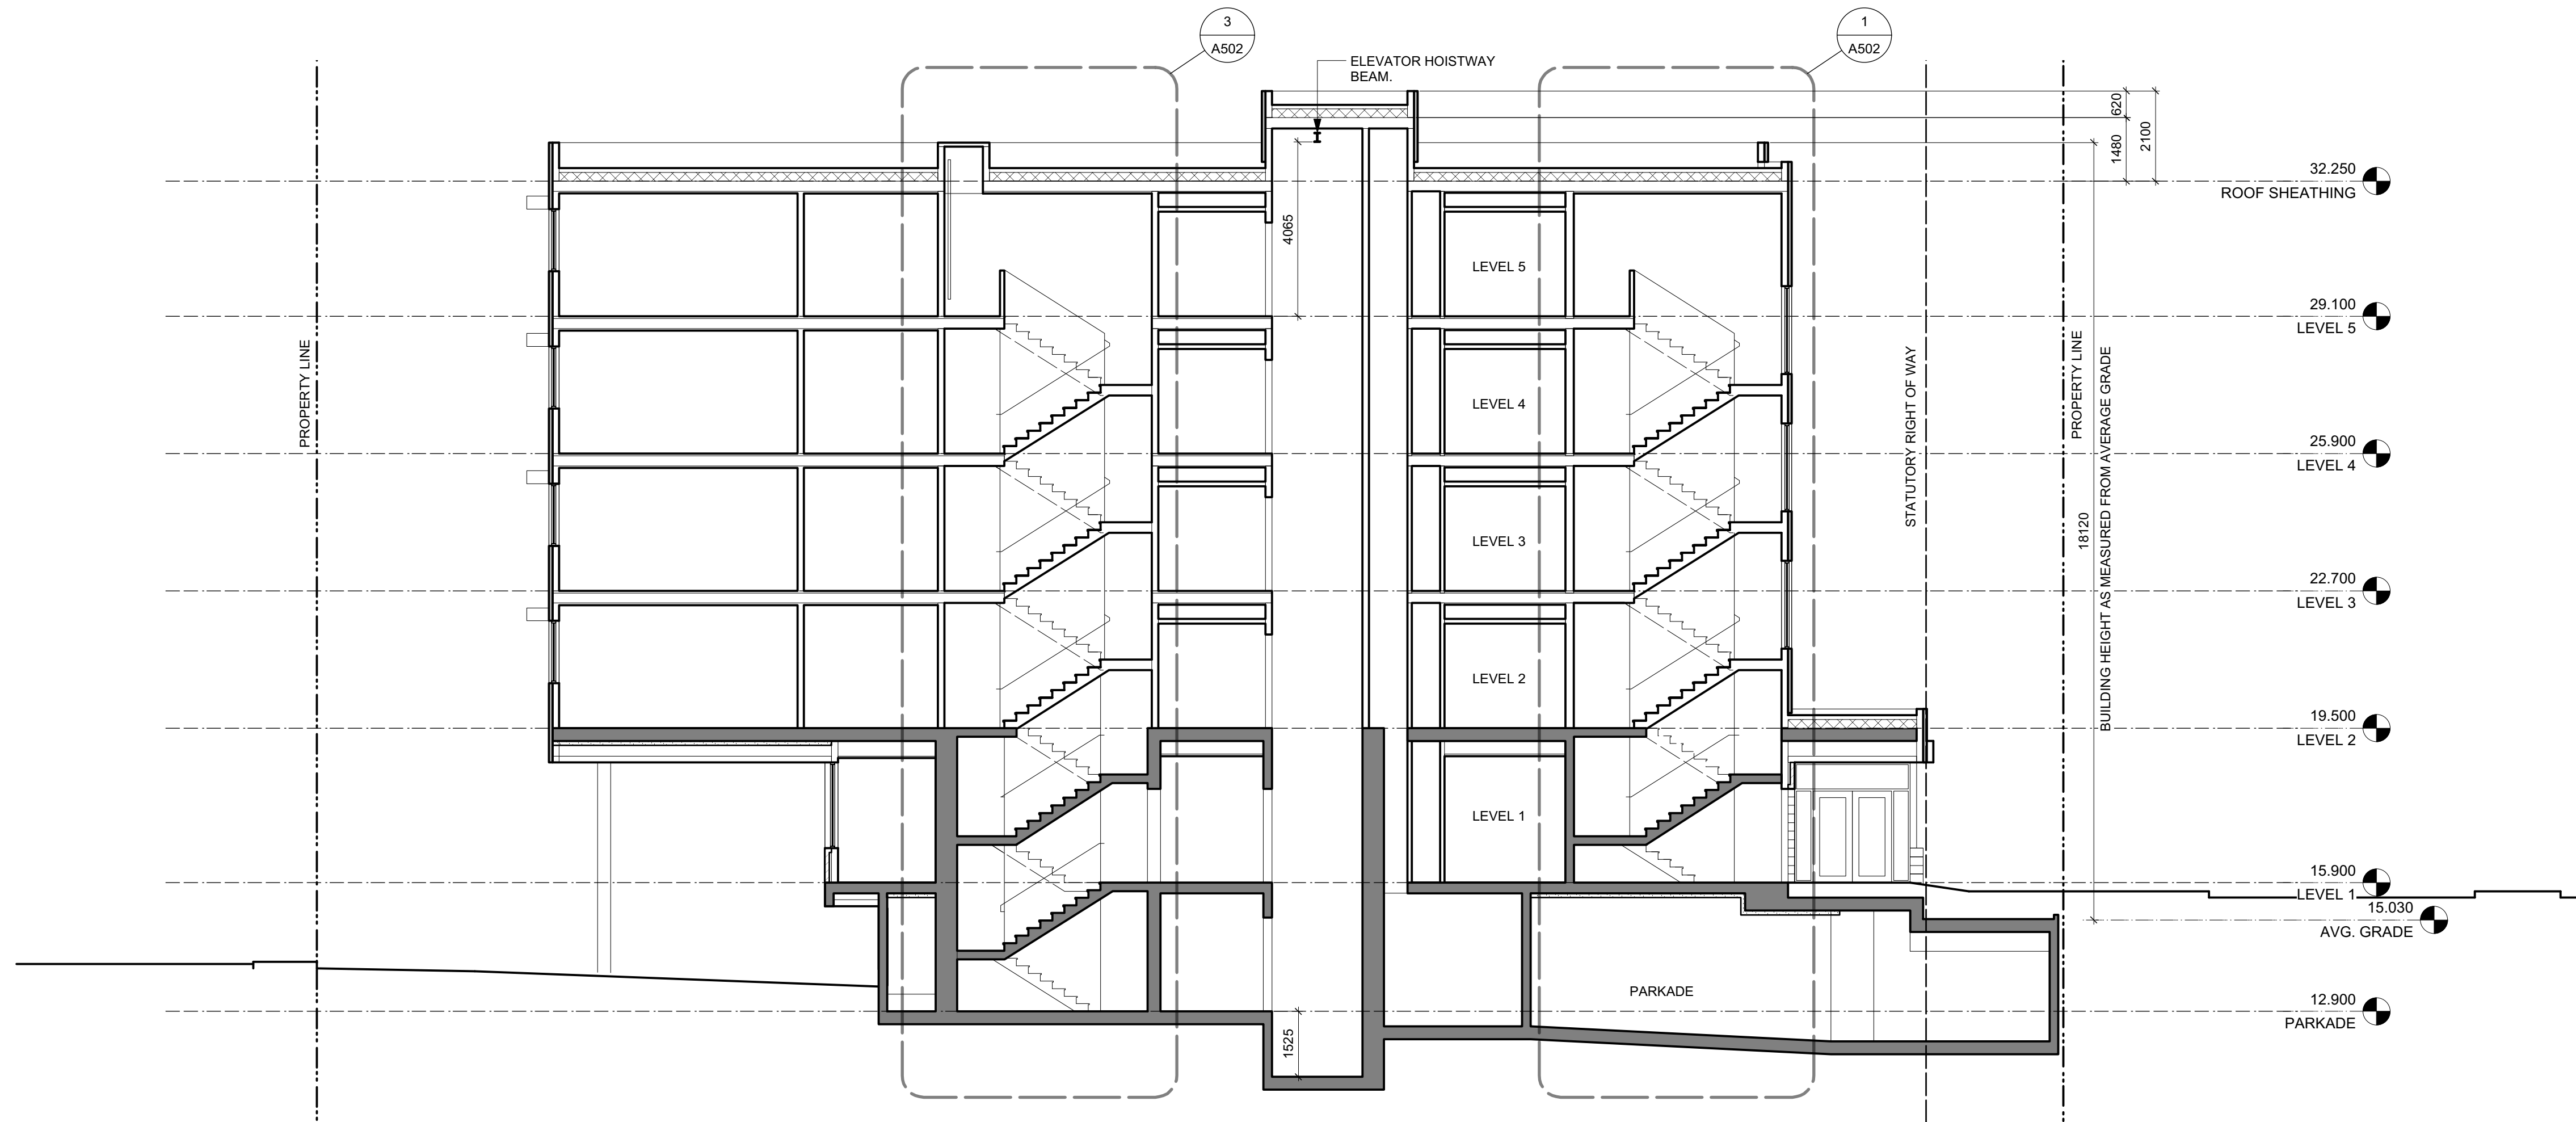 3
A502
1
A502
ELEVATOR HOISTWAY
BEAM.
620
1480
2100
32.250
ROOF SHEATHING
4065
LEVEL 5
29.100
LEVEL 5
PROPERTY LINE
STATUTORY RIGHT OF WAY
PROPERTY LINE
18120
BUILDING HEIGHT AS MEASURED FROM AVERAGE GRADE
LEVEL 4
25.900
LEVEL 4
LEVEL 3
22.700
LEVEL 3
LEVEL 2
19.500
LEVEL 2
LEVEL 1
15.900
LEVEL 1
15.030
AVG. GRADE
PARKADE
12.900
PARKADE
1525